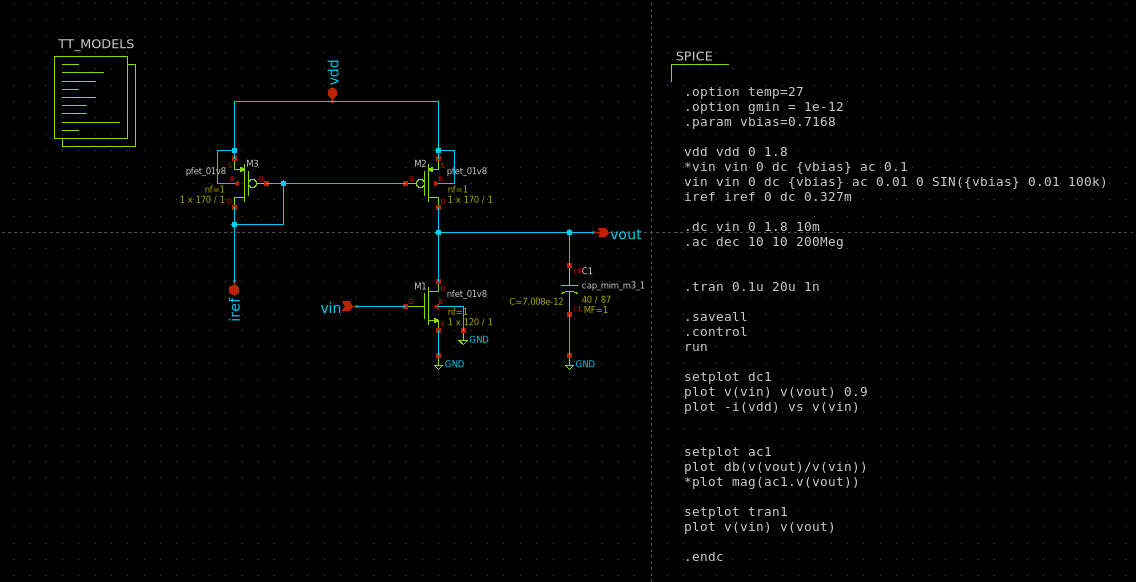 TT_MODELS
vdd
M3
pfet_01v8
nf=1
1 x 170 / 1
S
B
G
D
M2
pfet_01v8
nf=1
1 x 170 / 1
S
B
G
D
vout
iref
vin
M1
nfet_01v8
nf=1
1 x 120 / 1
D
B
G
S
GND
GND
C1
cap_mim_m3_1
C=7.008e-12
40 / 87
MF=1
c0
c1
GND
SPICE
.option temp=27
.option gmin = 1e-12
.param vbias=0.7168
vdd vdd 0 1.8
*vin vin 0 dc {vbias} ac 0.1
vin vin 0 dc {vbias} ac 0.01 0 SIN({vbias} 0.01 100k)
iref iref 0 dc 0.327m
.dc vin 0 1.8 10m
.ac dec 10 10 200Meg
.tran 0.1u 20u 1n
.saveall
.control
run
setplot dc1
plot v(vin) v(vout) 0.9
plot -i(vdd) vs v(vin)
setplot ac1
plot db(v(vout)/v(vin))
*plot mag(ac1.v(vout))
setplot tran1
plot v(vin) v(vout)
.endc